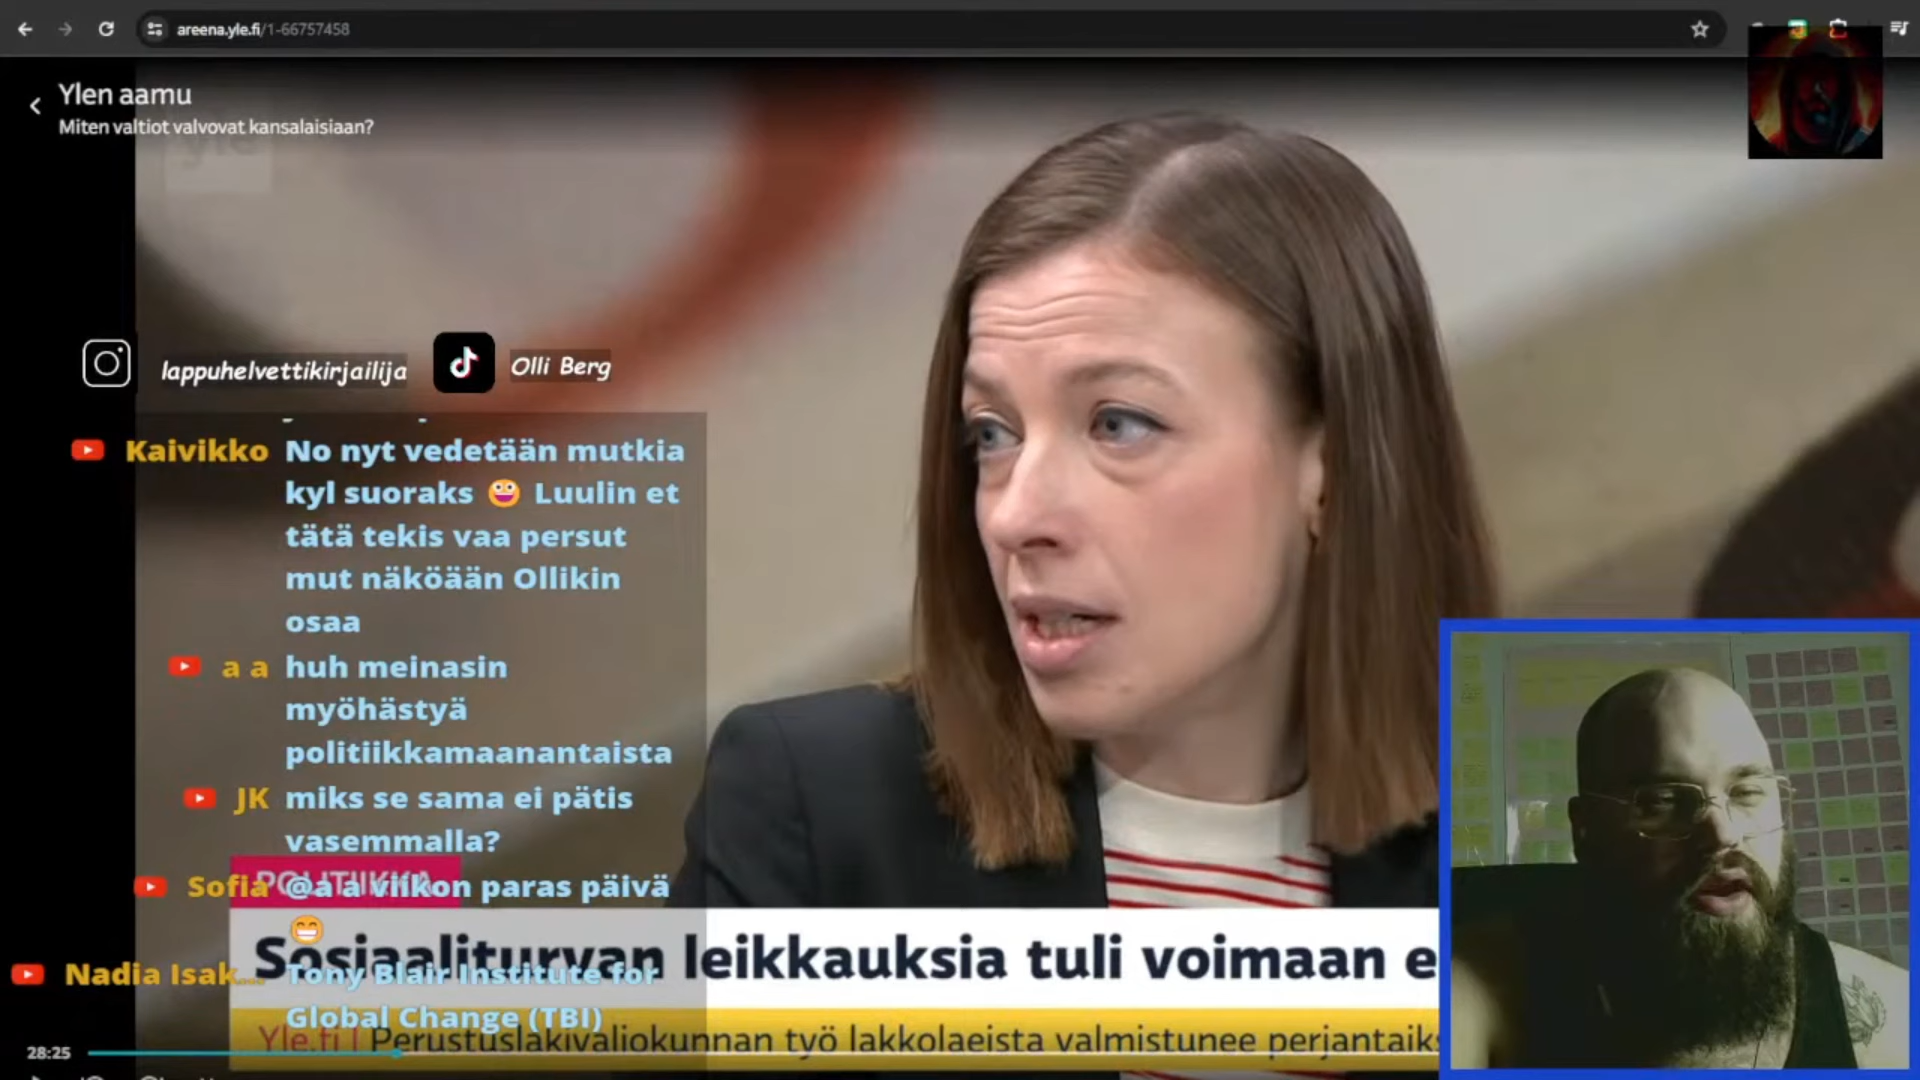 areena.yle.fi/1-66757458
Ylen aamu
Miten valtiot valvovat kansalaisiaan?
yle
lappuhelvettikirjailija
Olli Berg
Kaivikko No nyt vedetään mutkia
kyl suoraks Luulin et
tätä tekis vaa persut
mut näköään Ollikin
osaa
a a huh meinasin
myöhästyä
politiikkamaanantaista
JK miks se sama ei pätis
vasemmalla?
POLITIIKKA
Sofia @a a viikon paras päivä
Sosiaaliturvan leikkauksia tuli voimaan e
Nadia Isak... Tony Blair Institute for
Global Change (TBI)
Yle.fi | Perustuslakivaliokunnan työ lakkolaeista valmistunee perjantaik
28:25